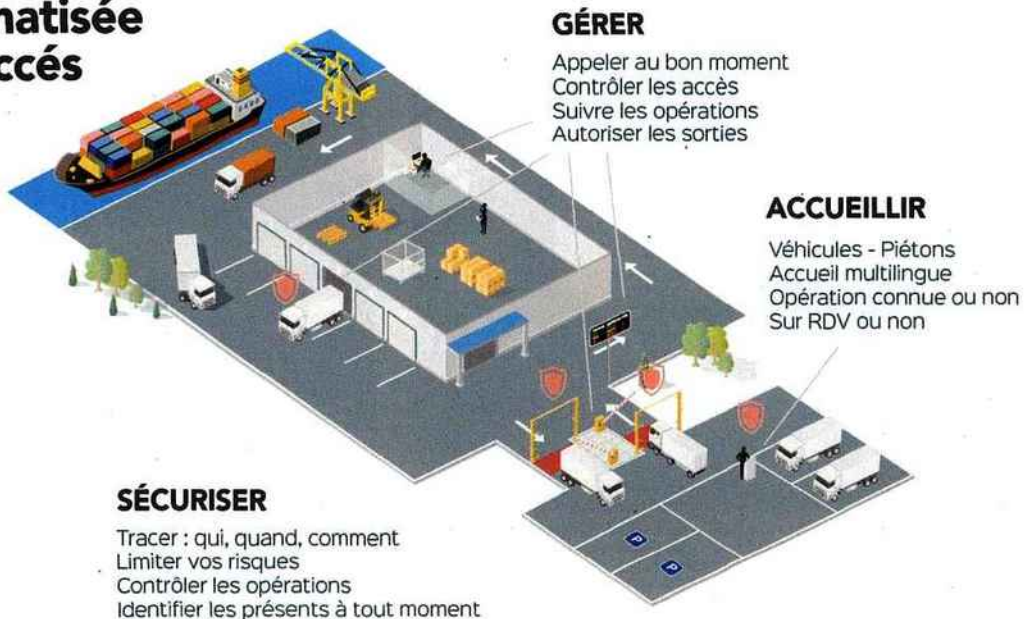 matisée
ccés
GÉRER
Appeler au bon moment
Contrôler les accès
Suivre les opérations
Autoriser les sorties
ACCUEILLIR
Véhicules - Piétons
Accueil multilingue
Opération connue ou non
Sur RDV ou non
SÉCURISER
Tracer : qui, quand, comment
Limiter vos risques
Contrôler les opérations
Identifier les présents à tout moment
P
P